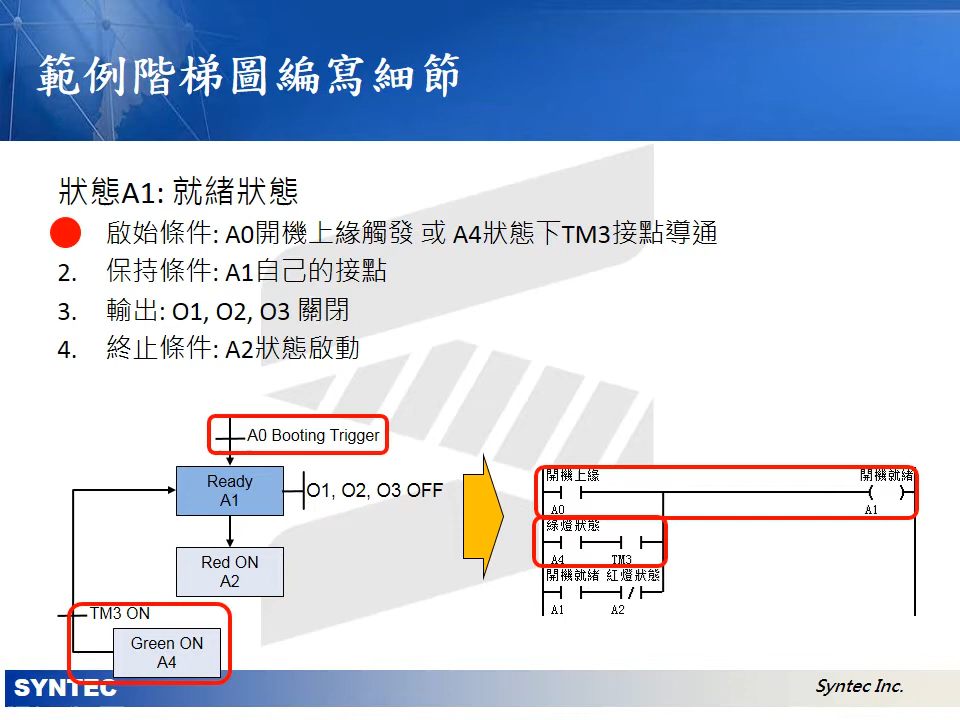 範例階梯圖編寫細節
狀態A1: 就緒狀態
啟始條件: A0開機上緣觸發 或 A4狀態下TM3接點導通
2. 保持條件: A1自己的接點
3. 輸出: O1, O2, O3 關閉
4. 終止條件: A2狀態啟動
A0 Booting Trigger
Ready
A1
O1, O2, O3 OFF
Red ON
A2
TM3 ON
Green ON
A4
開機上緣 開機就緒
A0 A1
綠燈狀態
A4 TM3
開機就緒 紅燈狀態
A1 A2
SYNTEC
Syntec Inc.